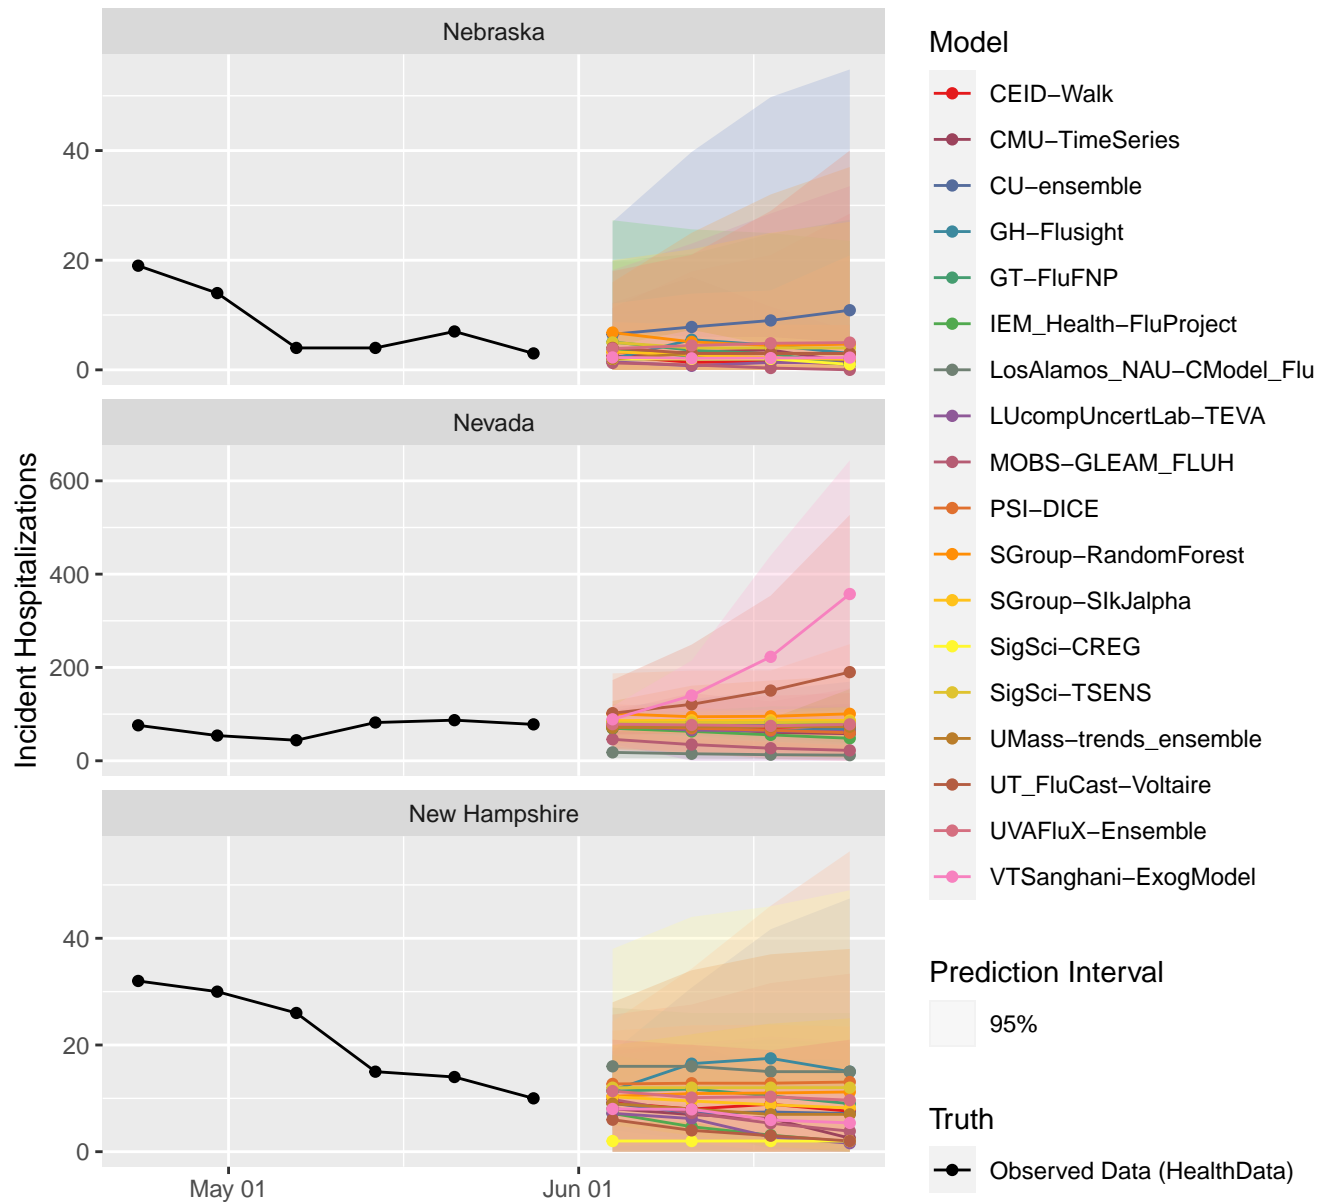 Nebraska
40
20
0
Nevada
600
400
200
0
New Hampshire
40
20
0
May 01
Jun 01
Incident Hospitalizations
Model
CEID−Walk
CMU−TimeSeries
CU−ensemble
GH−Flusight
GT−FluFNP
IEM_Health−FluProject
LosAlamos_NAU−CModel_Flu
LUcompUncertLab−TEVA
MOBS−GLEAM_FLUH
PSI−DICE
SGroup−RandomForest
SGroup−SIkJalpha
SigSci−CREG
SigSci−TSENS
UMass−trends_ensemble
UT_FluCast−Voltaire
UVAFluX−Ensemble
VTSanghani−ExogModel
Prediction Interval
95%
Truth
Observed Data (HealthData)